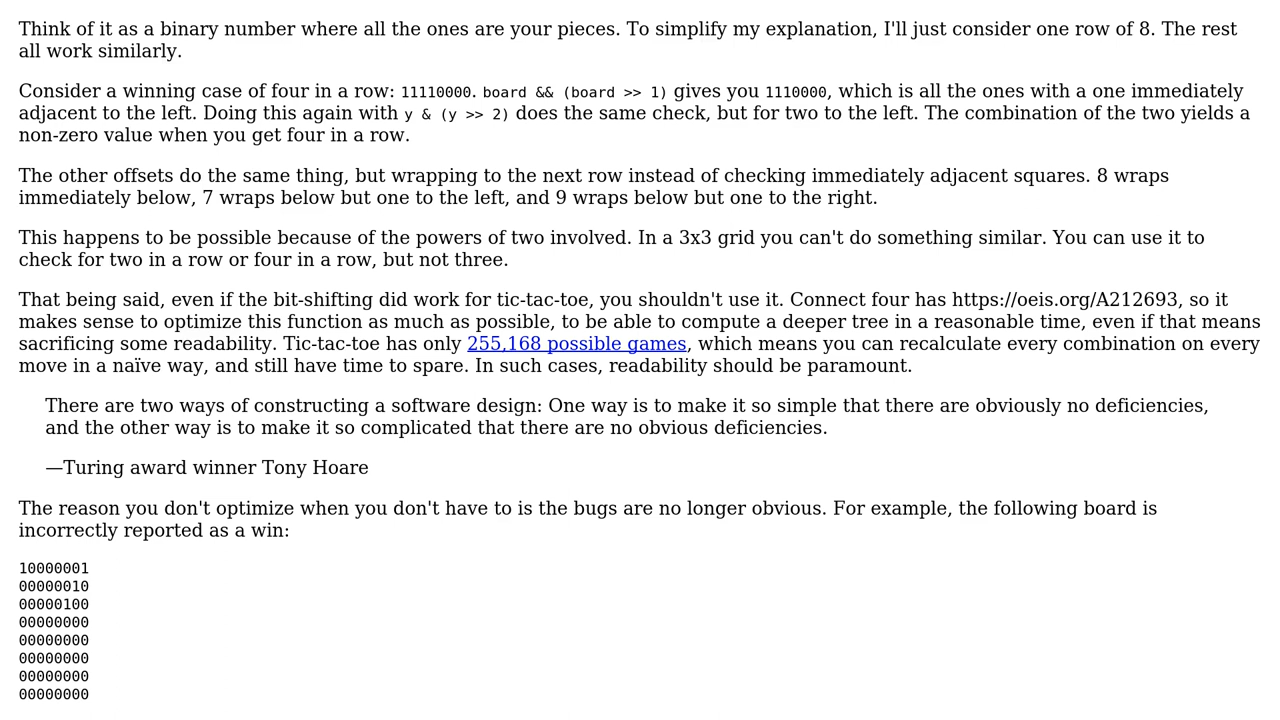 Think of it as a binary number where all the ones are your pieces. To simplify my explanation, I'll just consider one row of 8. The rest
all work similarly.
Consider a winning case of four in a row: 11110000. board && (board >> 1) gives you 1110000, which is all the ones with a one immediately
adjacent to the left. Doing this again with y & (y >> 2) does the same check, but for two to the left. The combination of the two yields a
non-zero value when you get four in a row.
The other offsets do the same thing, but wrapping to the next row instead of checking immediately adjacent squares. 8 wraps
immediately below, 7 wraps below but one to the left, and 9 wraps below but one to the right.
This happens to be possible because of the powers of two involved. In a 3x3 grid you can't do something similar. You can use it to
check for two in a row or four in a row, but not three.
That being said, even if the bit-shifting did work for tic-tac-toe, you shouldn't use it. Connect four has https://oeis.org/A212693, so it
makes sense to optimize this function as much as possible, to be able to compute a deeper tree in a reasonable time, even if that means
sacrificing some readability. Tic-tac-toe has only 255,168 possible games, which means you can recalculate every combination on every
move in a naïve way, and still have time to spare. In such cases, readability should be paramount.
There are two ways of constructing a software design: One way is to make it so simple that there are obviously no deficiencies,
and the other way is to make it so complicated that there are no obvious deficiencies.
—Turing award winner Tony Hoare
The reason you don't optimize when you don't have to is the bugs are no longer obvious. For example, the following board is
incorrectly reported as a win:
10000001
00000010
00000100
00000000
00000000
00000000
00000000
00000000